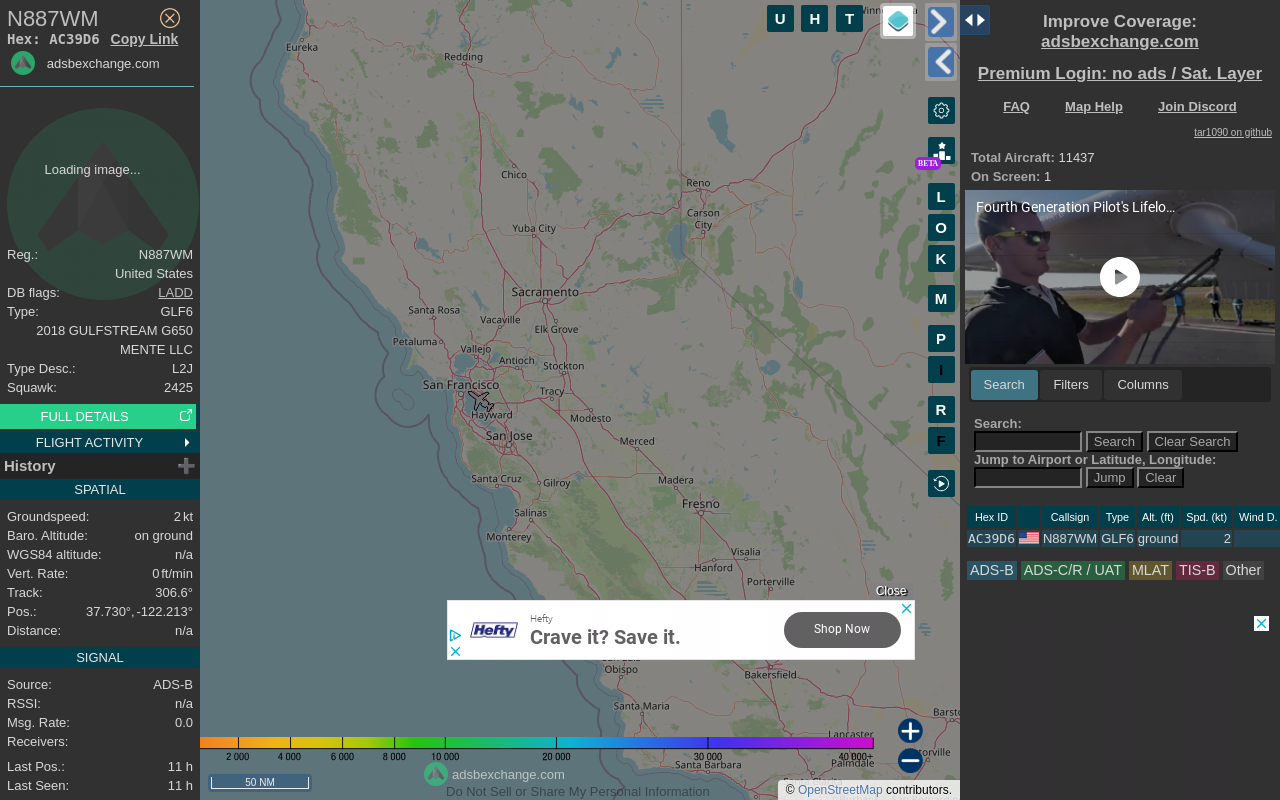 N887WM
Hex: AC39D6 Copy Link
adsbexchange.com
Loading image...
Reg.: N887WM
United States
DB flags: LADD
Type: GLF6
2018 GULFSTREAM G650
MENTE LLC
Type Desc.: L2J
Squawk: 2425
FULL DETAILS
FLIGHT ACTIVITY
History
SPATIAL
Groundspeed: 2 kt
Baro. Altitude: on ground
WGS84 altitude: n/a
Vert. Rate: 0 ft/min
Track: 306.6°
Pos.: 37.730°, -122.213°
Distance: n/a
SIGNAL
Source: ADS-B
RSSI: n/a
Msg. Rate: 0.0
Receivers:
Last Pos.: 11 h
Last Seen: 11 h
U H T
Eureka
Redding
Chico
Reno
Carson
City
Yuba City
Sacramento
Santa Rosa
Vacaville
Elk Grove
Petaluma
Vallejo
Antioch
Stockton
San Francisco
Tracy
Hayward
Modesto
San Jose
Merced
Santa Cruz
Gilroy
Madera
Salinas
Fresno
Monterey
Visalia
Hanford
Porterville
Obispo
Bakersfield
Santa Maria
Lancaster
Palmdale
Santa Barbara
BETA
L
O
K
M
P
I
R
F
Close
Hefty
Hefty
Crave it? Save it.
Shop Now
2 000 4 000 6 000 8 000 10 000 20 000 30 000 40 000+
50 NM
adsbexchange.com
Do Not Sell or Share My Personal Information
© OpenStreetMap contributors.
Improve Coverage:
adsbexchange.com
Premium Login: no ads / Sat. Layer
FAQ Map Help Join Discord
tar1090 on github
Total Aircraft: 11437
On Screen: 1
Fourth Generation Pilot's Lifelo...
Search Filters Columns
Search:
Search Clear Search
Jump to Airport or Latitude, Longitude:
Jump Clear
Hex ID Callsign Type Alt. (ft) Spd. (kt) Wind D.
AC39D6 N887WM GLF6 ground 2
ADS-B ADS-C/R / UAT MLAT TIS-B Other